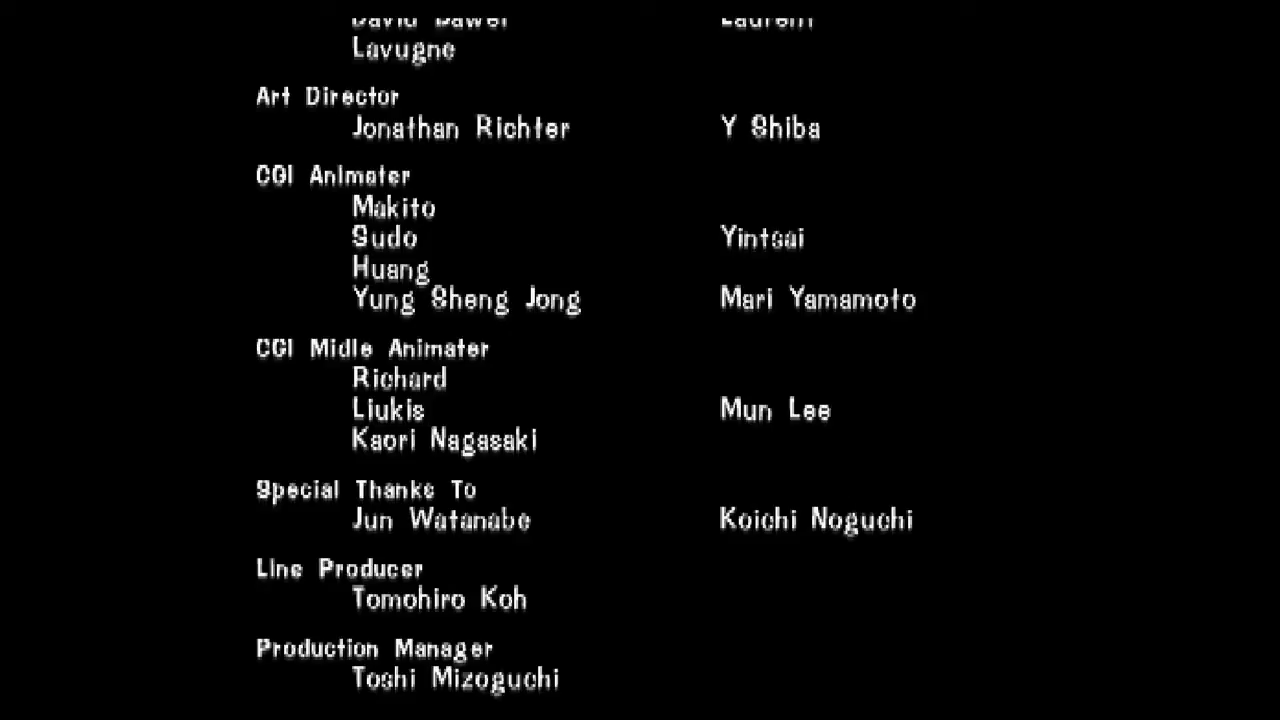 Lavugne
Art Director
Jonathan Richter Y Shiba
CGI Animater
Makito
Sudo Yintsai
Huang
Yung Sheng Jong Mari Yamamoto
CGI Midle Animater
Richard
Liukis Mun Lee
Kaori Nagasaki
Special Thanks To
Jun Watanabe Koichi Noguchi
Line Producer
Tomohiro Koh
Production Manager
Toshi Mizoguchi